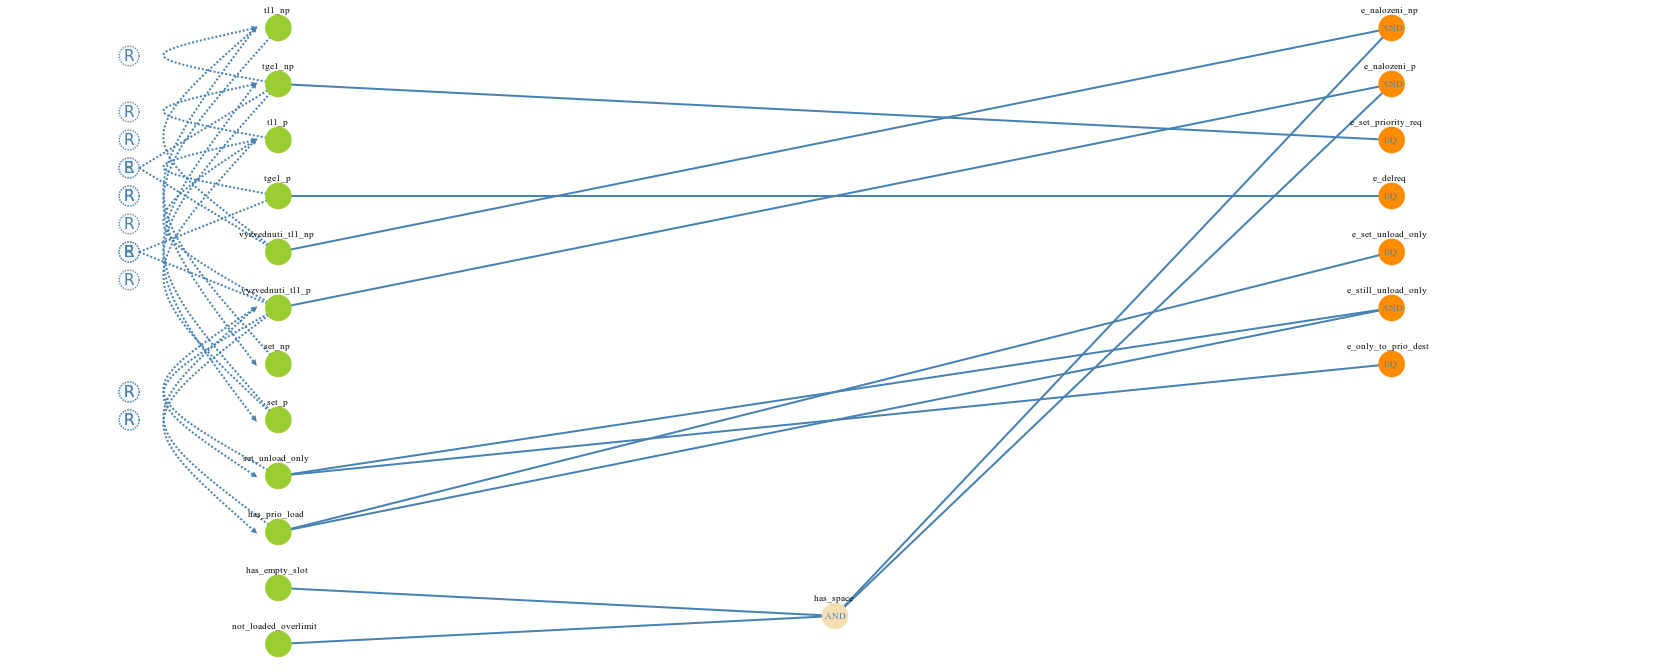 tl1_np
e_nalozeni_np
AND
R
tge1_np
e_nalozeni_p
AND
R
tl1_p
e_set_priority_req
R
EQ
R
tge1_p
e_delreq
R
EQ
R
vyzvednuti_tl1_np
e_set_unload_only
R
EQ
R
vyzvednuti_tl1_p
e_still_unload_only
AND
set_np
e_only_to_prio_dest
EQ
R
set_p
R
set_unload_only
has_prio_load
has_empty_slot
has_space
AND
not_loaded_overlimit